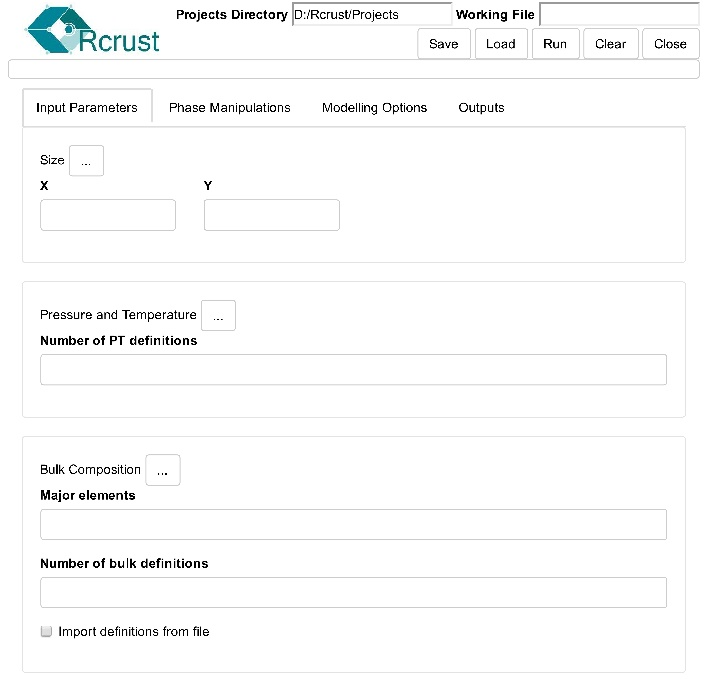 Rcrust
Projects Directory D:/Rcrust/Projects Working File
Save Load Run Clear Close
Input Parameters Phase Manipulations Modelling Options Outputs
Size ...
X Y
Pressure and Temperature ...
Number of PT definitions
Bulk Composition ...
Major elements
Number of bulk definitions
Import definitions from file